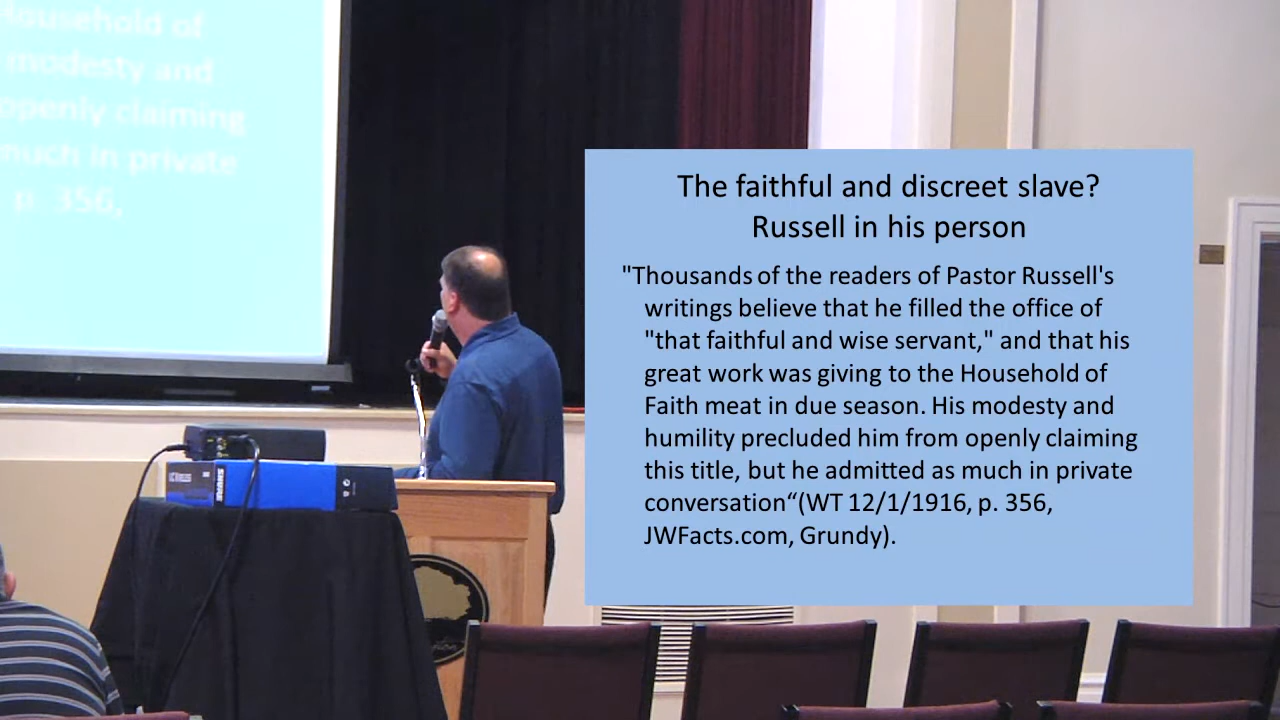 Household of
modesty and
openly claiming
much in private
p. 356,
The faithful and discreet slave?
Russell in his person
"Thousands of the readers of Pastor Russell's
writings believe that he filled the office of
"that faithful and wise servant," and that his
great work was giving to the Household of
Faith meat in due season. His modesty and
humility precluded him from openly claiming
this title, but he admitted as much in private
conversation“(WT 12/1/1916, p. 356,
JWFacts.com, Grundy).